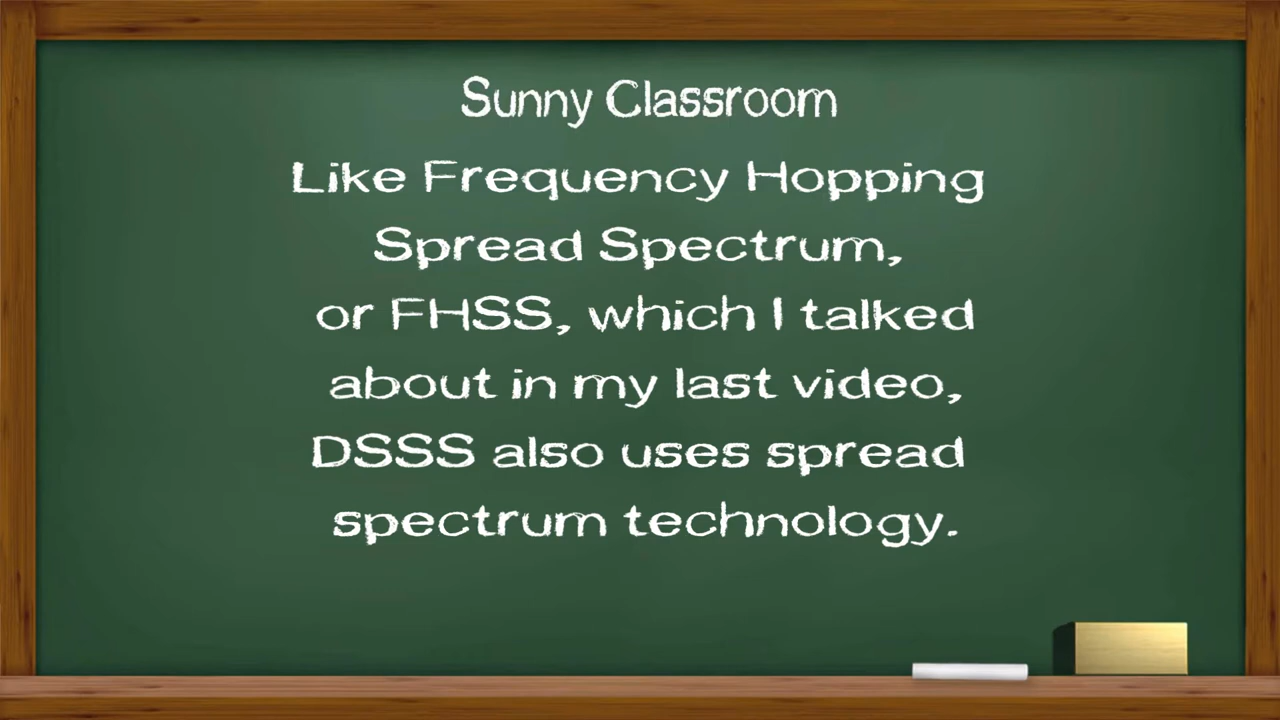 Sunny Classroom
Like Frequency Hopping
Spread Spectrum,
or FHSS, which I talked
about in my last video,
DSSS also uses spread
spectrum technology.